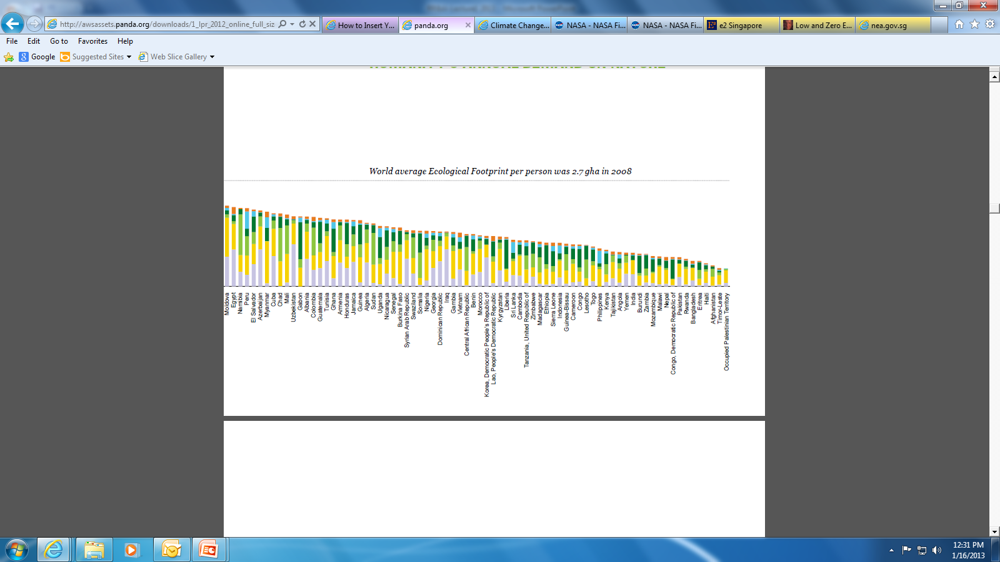 http://awsassets.panda.org/downloads/1_lpr_2012_online_full_siz
How to Insert Y...
panda.org
Climate Change...
NASA - NASA Fi...
NASA - NASA Fi...
e2 Singapore
Low and Zero E...
nea.gov.sg
File Edit Go to Favorites Help
Google Suggested Sites Web Slice Gallery
World average Ecological Footprint per person was 2.7 gha in 2008
Moldova
Egypt
Namibia
Peru
El Salvador
Azerbaijan
Myanmar
Cuba
Chad
Mali
Uzbekistan
Gabon
Albania
Colombia
Guatemala
Tunisia
Ghana
Armenia
Honduras
Jamaica
Guinea
Algeria
Sudan
Uganda
Nicaragua
Senegal
Burkina Faso
Syrian Arab Republic
Swaziland
Somalia
Nigeria
Georgia
Dominican Republic
Iraq
Gambia
Vietnam
Central African Republic
Benin
Morocco
Korea, Democratic People's Republic of
Lao, People's Democratic Republic
Kyrgyzstan
Liberia
Sri Lanka
Cambodia
Tanzania, United Republic of
Zimbabwe
Madagascar
Ethiopia
Sierra Leone
Indonesia
Guinea-Bissau
Cameroon
Congo
Lesotho
Togo
Philippines
Kenya
Tajikistan
Angola
Yemen
India
Burundi
Zambia
Mozambique
Malawi
Nepal
Congo, Democratic Republic of
Pakistan
Rwanda
Bangladesh
Eritrea
Haiti
Afghanistan
Timor-Leste
Occupied Palestinian Territory
12:31 PM
1/16/2013